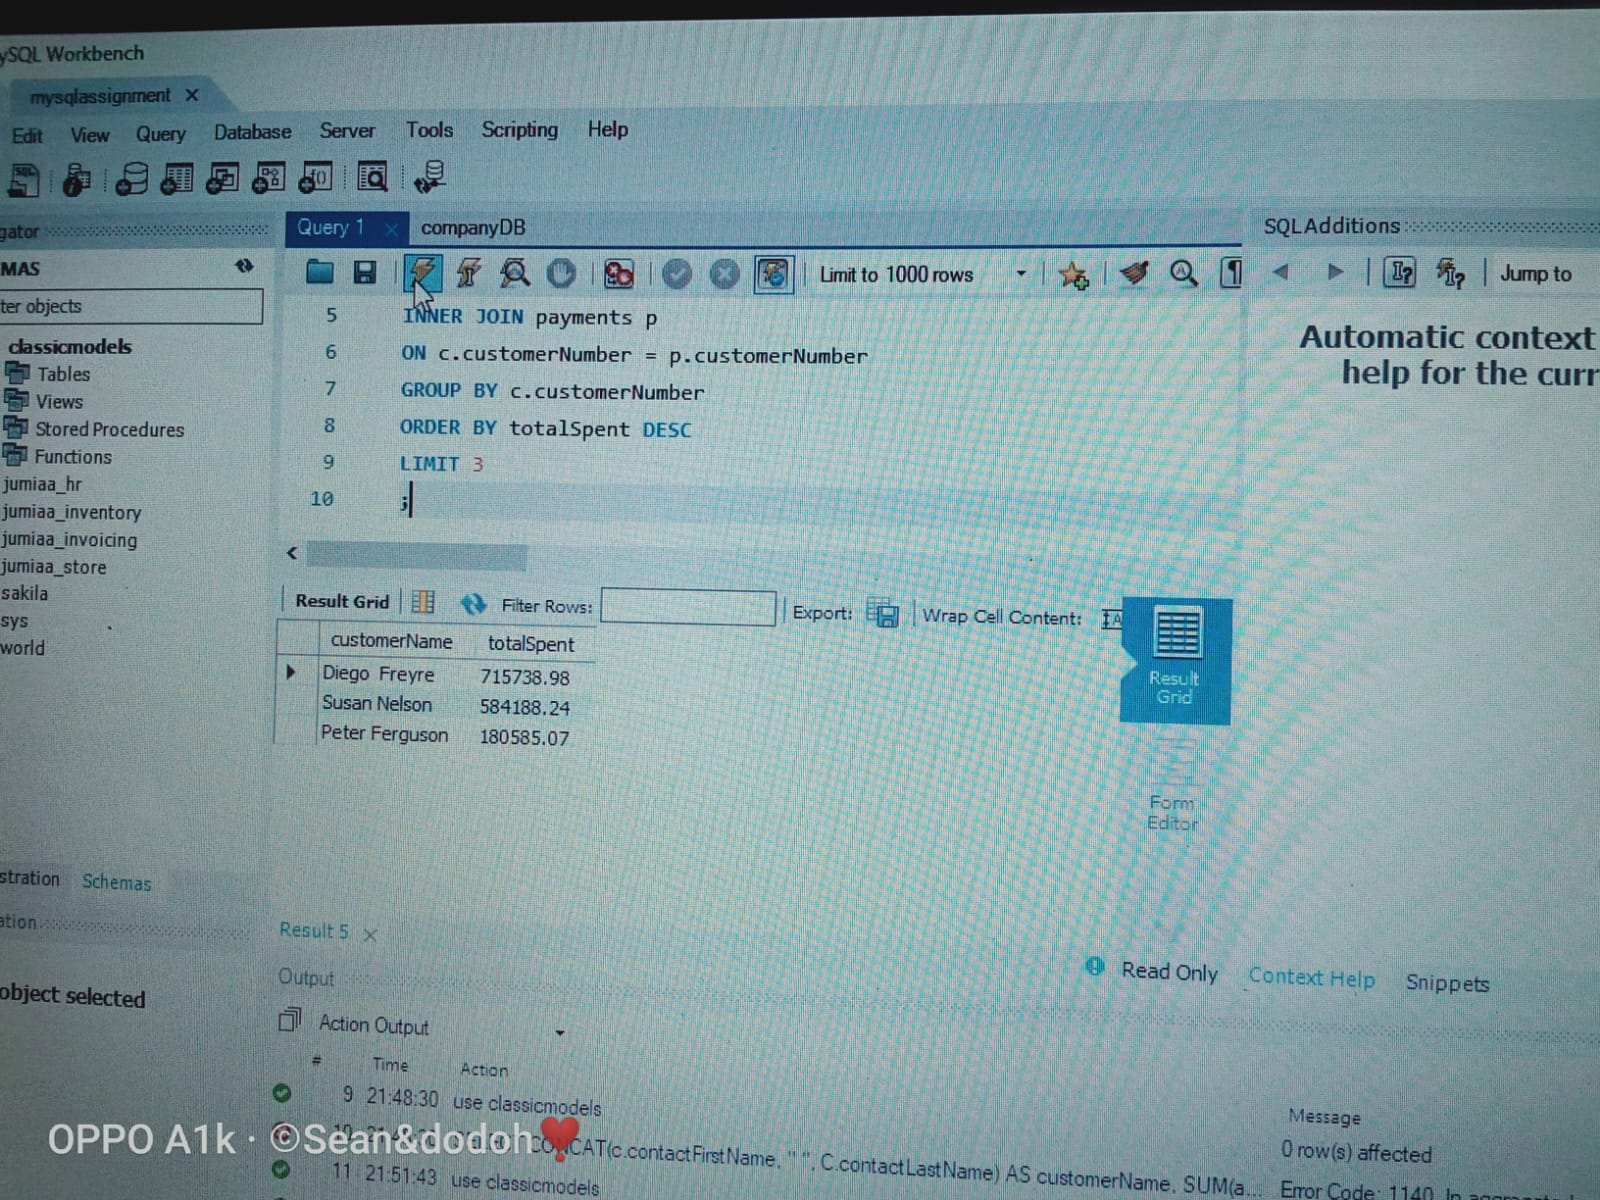 ySQL Workbench
mysqlassignment
Edit View Query Database Server Tools Scripting Help
gator
Query 1
companyDB
SQLAdditions
MAS
Limit to 1000 rows
Jump to
ter objects
Automatic context
help for the curr
classicmodels
Tables
Views
Stored Procedures
Functions
jumiaa_hr
jumiaa_inventory
jumiaa_invoicing
jumiaa_store
sakila
sys
world
5 INNER JOIN payments p
6 ON c.customerNumber = p.customerNumber
7 GROUP BY c.customerNumber
8 ORDER BY totalSpent DESC
9 LIMIT 3
10 ;
Result Grid Filter Rows: Export: Wrap Cell Content:
customerName totalSpent
Diego Freyre 715738.98
Susan Nelson 584188.24
Peter Ferguson 180585.07
Result
Grid
Form
Editor
stration Schemas
ation
object selected
Result 5
Read Only Context Help Snippets
Output
Action Output
# Time Action
Message
9 21:48:30 use classicmodels
0 row(s) affected
CONCAT(c.contactFirstName, " ", C.contactLastName) AS customerName, SUM(a... Error Code: 1140. In
11 21:51:43 use classicmodels
OPPO A1k · ©Sean&dodoh